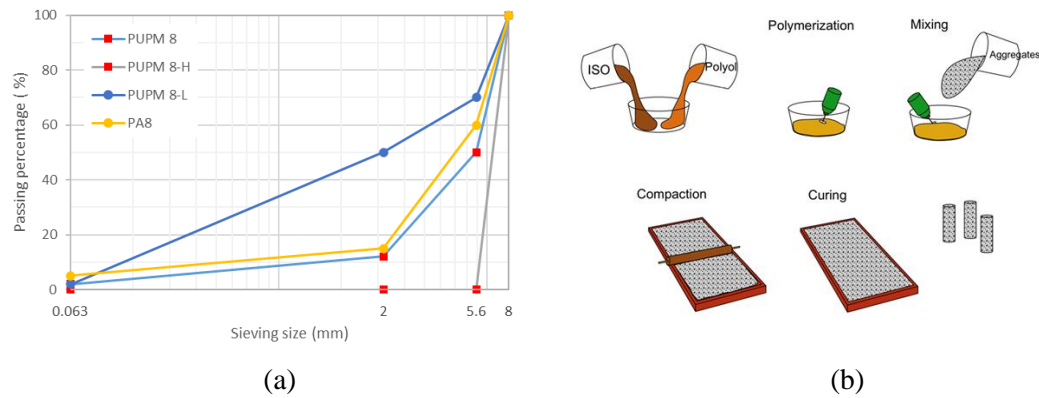 100
80
60
40
20
0
Passing percentage ( %)
PUPM 8
PUPM 8-H
PUPM 8-L
PA8
0.063
2
5.6
8
Sieving size (mm)
(a)
ISO
Polyol
Polymerization
Mixing
Aggregates
Compaction
Curing
(b)